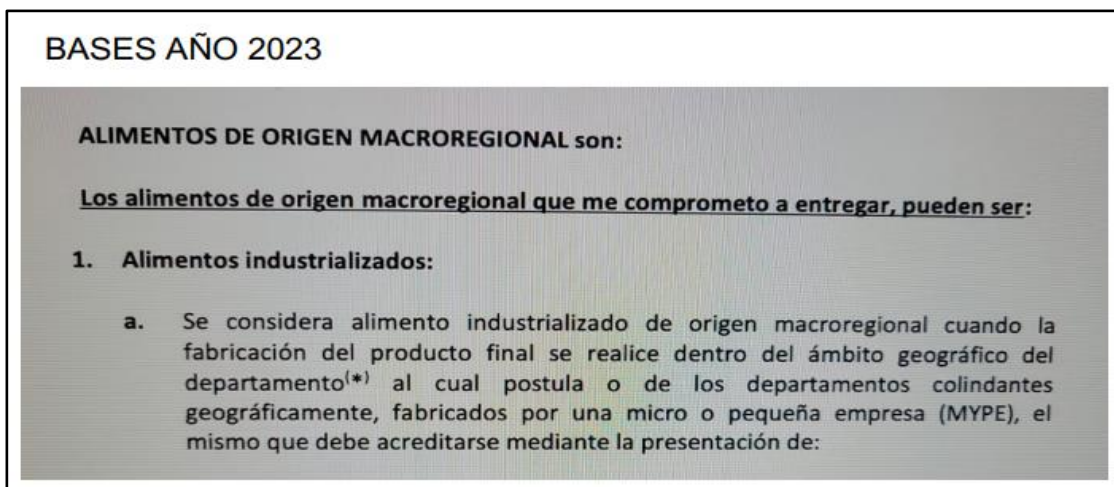 BASES AÑO 2023
ALIMENTOS DE ORIGEN MACROREGIONAL son:
Los alimentos de origen macroregional que me comprometo a entregar, pueden ser:
1. Alimentos industrializados:
a. Se considera alimento industrializado de origen macroregional cuando la
fabricación del producto final se realice dentro del ámbito geográfico del
departamento(*) al cual postula o de los departamentos colindantes
geográficamente, fabricados por una micro o pequeña empresa (MYPE), el
mismo que debe acreditarse mediante la presentación de: